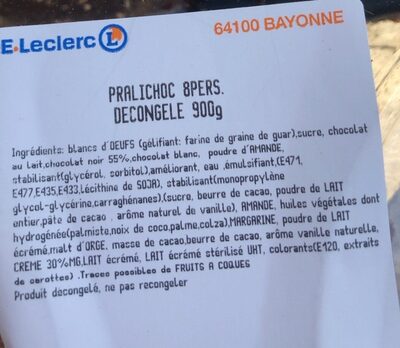 E.Leclerc L
64100 BAYONNE
PRALICHOC 8PERS.
DECONGELE 900g
Ingrédients: blancs d'OEUFS (gélifiant: farine de graine de guar),sucre, chocolat
au lait,chocolat noir 55%,chocolat blanc, poudre d'AMANDE,
stabilisant(glycérol, sorbitol),améliorant, eau ,émulsifiant,(E471,
E477,E435,E433,lécithine de SOJA), stabilisant(monopropylène
glycol-glycérine,carraghénanes),(sucre, beurre de cacao, poudre de LAIT
entier,pâte de cacao , arôme naturel de vanille), AMANDE, huiles végétales dont
hydrogénée(palmiste,noix de coco,palme,colza),MARGARINE, poudre de LAIT
écrémé,malt d'ORGE, masse de cacao,beurre de cacao, arôme vanille naturelle,
CREME 30%MG,LAIT écrémé, LAIT écrémé stérilisé UHT, colorants(E120, extraits
de carottes) .Traces possibles de FRUITS A COQUES
Produit décongelé, ne pas recongeler